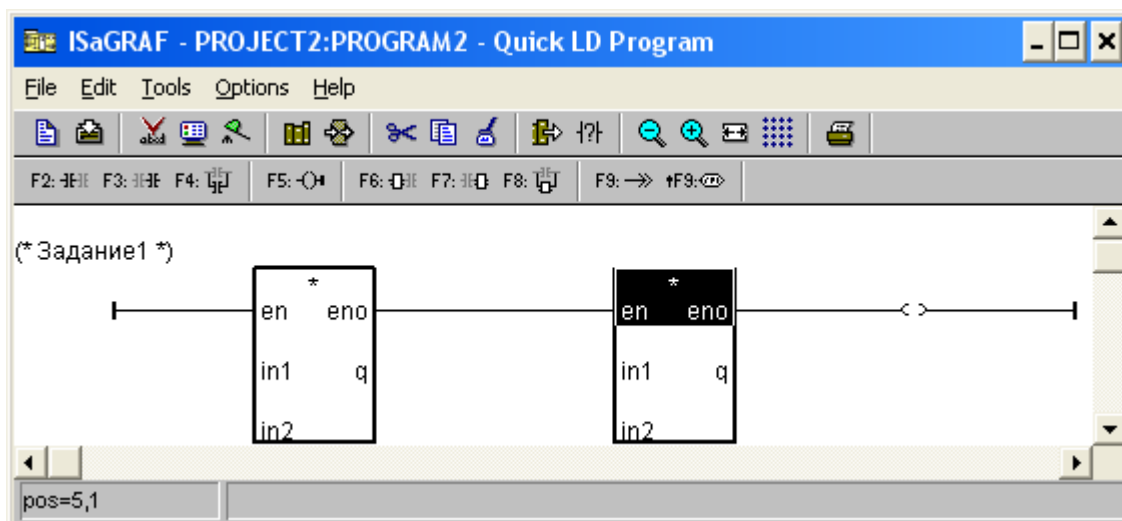 ISaGRAF - PROJECT2:PROGRAM2 - Quick LD Program
File Edit Tools Options Help
F2: F3: F4: F5: F6: F7: F8: F9: ↑F9:
(* Задание1 *)
* *
en eno en eno
in1 q in1 q
in2 in2
pos=5,1